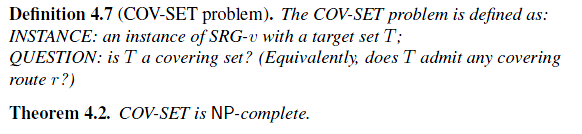 Definition 4.7 (COV-SET problem). The COV-SET problem is defined as:
INSTANCE: an instance of SRG-v with a target set T;
QUESTION: is T a covering set? (Equivalently, does T admit any covering
route r?)
Theorem 4.2. COV-SET is NP-complete.